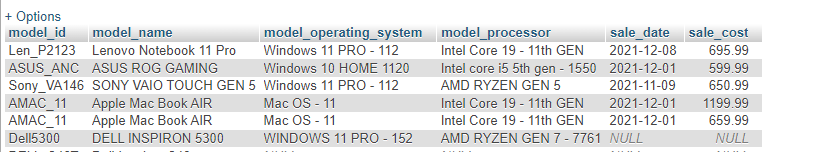 + Options
model_id model_name model_operating_system model_processor sale_date sale_cost
Len_P2123 Lenovo Notebook 11 Pro Windows 11 PRO - 112 Intel Core 19 - 11th GEN 2021-12-08 695.99
ASUS_ANC ASUS ROG GAMING Windows 10 HOME 1120 Intel core i5 5th gen - 1550 2021-12-01 599.99
Sony_VA146 SONY VAIO TOUCH GEN 5 Windows 11 PRO - 112 AMD RYZEN GEN 5 2021-11-09 650.99
AMAC_11 Apple Mac Book AIR Mac OS - 11 Intel Core 19 - 11th GEN 2021-12-01 1199.99
AMAC_11 Apple Mac Book AIR Mac OS - 11 Intel Core 19 - 11th GEN 2021-12-01 659.99
Dell5300 DELL INSPIRON 5300 WINDOWS 11 PRO - 152 AMD RYZEN GEN 7 - 7761 NULL NULL